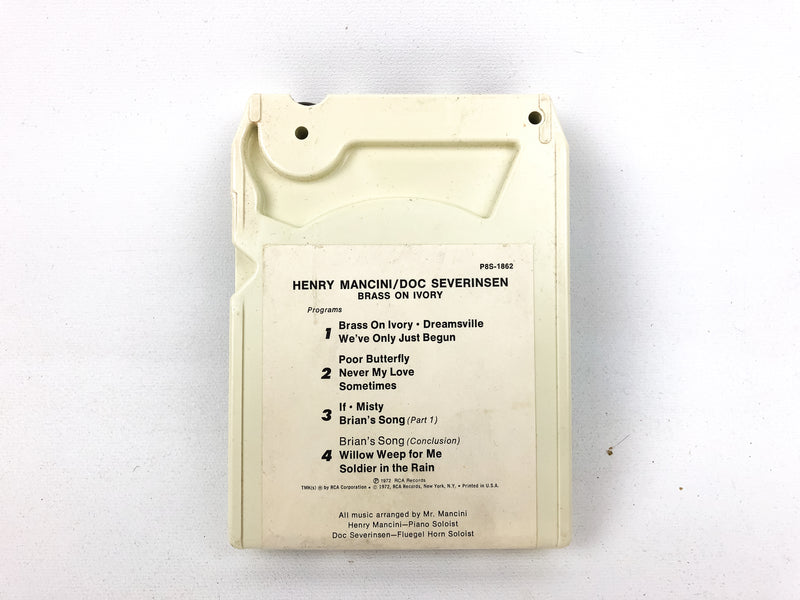 P8S-1862
HENRY MANCINI/DOC SEVERINSEN
BRASS ON IVORY
Programs
1 Brass On Ivory • Dreamsville
We've Only Just Begun
Poor Butterfly
2 Never My Love
Sometimes
3 If • Misty
Brian's Song (Part 1)
Brian's Song (Conclusion)
4 Willow Weep for Me
Soldier in the Rain
Ⓟ 1972 RCA Records
TMK(s) ® by RCA Corporation • © 1972, RCA Records, New York, N.Y. • Printed in U.S.A.
All music arranged by Mr. Mancini
Henry Mancini—Piano Soloist
Doc Severinsen—Fluegel Horn Soloist